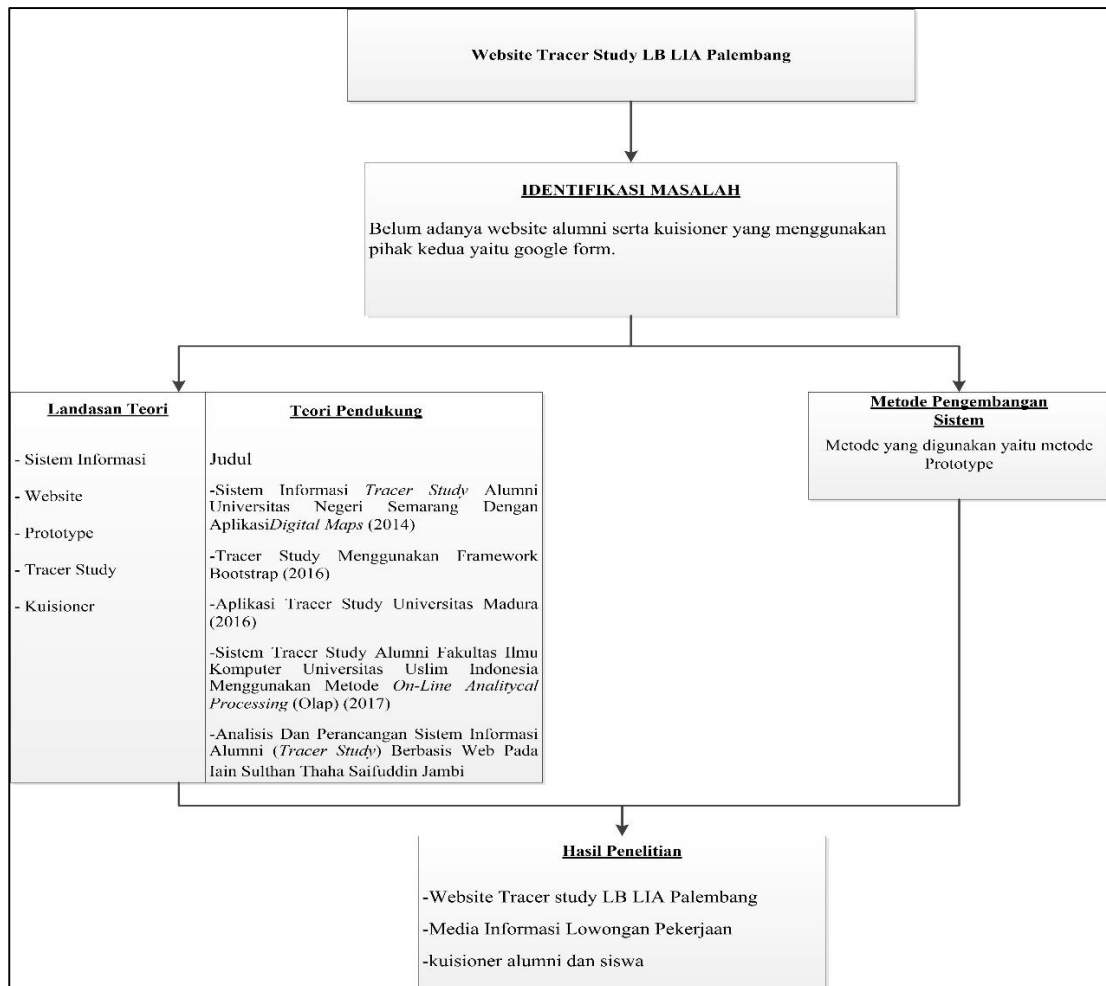 Website Tracer Study LB LIA Palembang
IDENTIFIKASI MASALAH
Belum adanya website alumni serta kuisioner yang menggunakan
pihak kedua yaitu google form.
Landasan Teori
- Sistem Informasi
- Website
- Prototype
- Tracer Study
- Kuisioner
Teori Pendukung
Judul
-Sistem Informasi Tracer Study Alumni
Universitas Negeri Semarang Dengan
AplikasiDigital Maps (2014)
-Tracer Study Menggunakan Framework
Bootstrap (2016)
-Aplikasi Tracer Study Universitas Madura
(2016)
-Sistem Tracer Study Alumni Fakultas Ilmu
Komputer Universitas Uslim Indonesia
Menggunakan Metode On-Line Analitycal
Processing (Olap) (2017)
-Analisis Dan Perancangan Sistem Informasi
Alumni (Tracer Study) Berbasis Web Pada
Iain Sulthan Thaha Saifuddin Jambi
Metode Pengembangan
Sistem
Metode yang digunakan yaitu metode
Prototype
Hasil Penelitian
-Website Tracer study LB LIA Palembang
-Media Informasi Lowongan Pekerjaan
-kuisioner alumni dan siswa